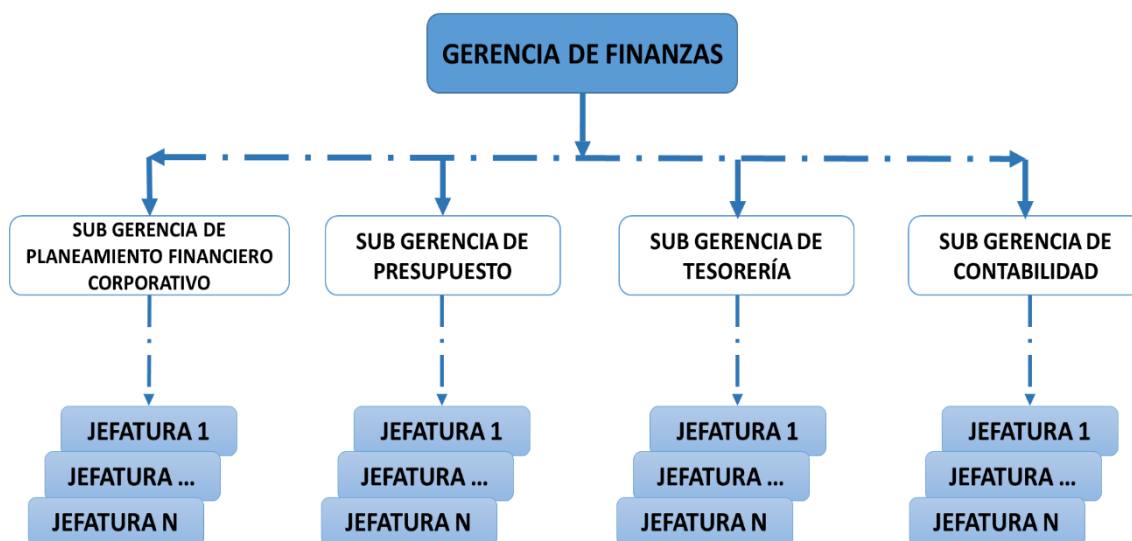 GERENCIA DE FINANZAS
SUB GERENCIA DE
PLANEAMIENTO FINANCIERO
CORPORATIVO
SUB GERENCIA DE
PRESUPUESTO
SUB GERENCIA DE
TESORERÍA
SUB GERENCIA DE
CONTABILIDAD
JEFATURA 1
JEFATURA ...
JEFATURA N
JEFATURA 1
JEFATURA ...
JEFATURA N
JEFATURA 1
JEFATURA ...
JEFATURA N
JEFATURA 1
JEFATURA ...
JEFATURA N